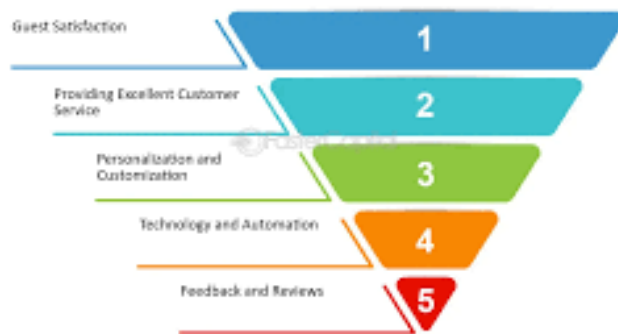 Guest Satisfaction
1
Providing Excellent Customer
Service
2
FasterCapital
Personalization and
Customization
3
Technology and Automation
4
Feedback and Reviews
5